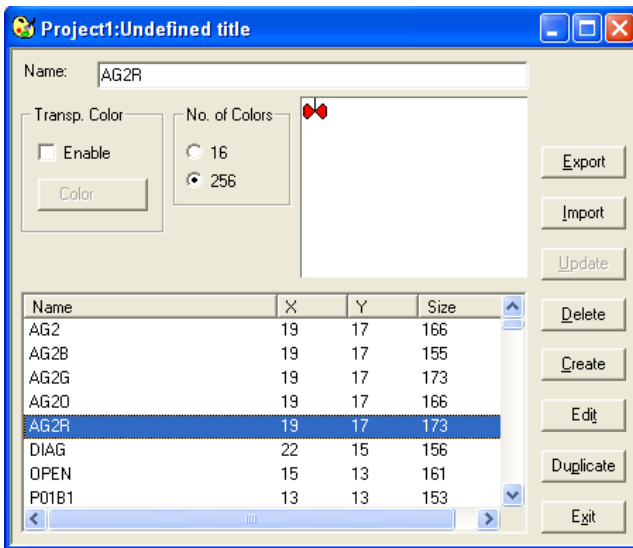 Project1:Undefined title
Name: AG2R
Transp. Color
Enable
Color
No. of Colors
16
256
Export
Import
Update
Delete
Create
Edit
Duplicate
Exit
Name X Y Size
AG2 19 17 166
AG2B 19 17 155
AG2G 19 17 173
AG2O 19 17 166
AG2R 19 17 173
DIAG 22 15 156
OPEN 15 13 161
P01B1 13 13 153